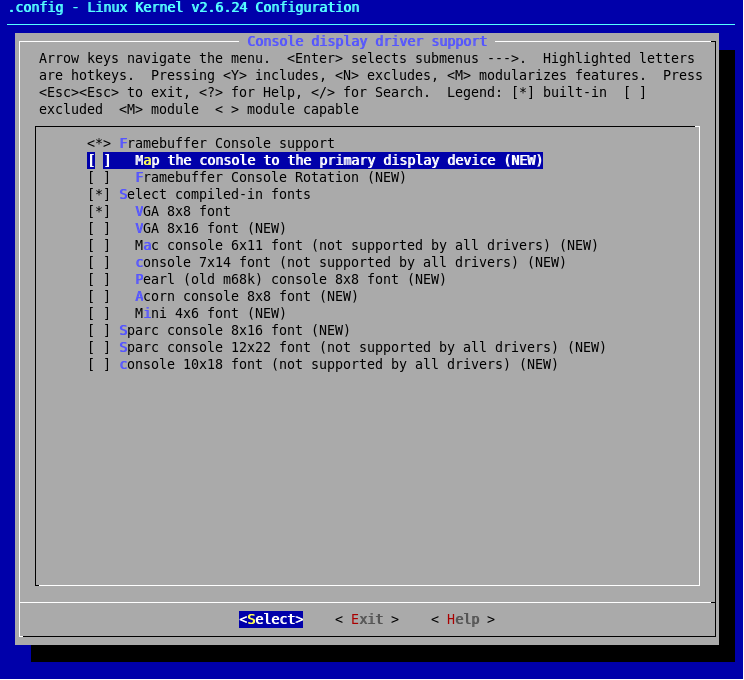 .config - Linux Kernel v2.6.24 Configuration
Console display driver support
Arrow keys navigate the menu.  <Enter> selects submenus --->.  Highlighted letters
are hotkeys.  Pressing <Y> includes, <N> excludes, <M> modularizes features.  Press
<Esc><Esc> to exit, <?> for Help, </> for Search.  Legend: [*] built-in  [ ]
excluded  <M> module  < > module capable
<*> Framebuffer Console support
[ ]   Map the console to the primary display device (NEW)
[ ]   Framebuffer Console Rotation (NEW)
[*] Select compiled-in fonts
[*]   VGA 8x8 font
[ ]   VGA 8x16 font (NEW)
[ ]   Mac console 6x11 font (not supported by all drivers) (NEW)
[ ]   console 7x14 font (not supported by all drivers) (NEW)
[ ]   Pearl (old m68k) console 8x8 font (NEW)
[ ]   Acorn console 8x8 font (NEW)
[ ]   Mini 4x6 font (NEW)
[ ] Sparc console 8x16 font (NEW)
[ ] Sparc console 12x22 font (not supported by all drivers) (NEW)
[ ] console 10x18 font (not supported by all drivers) (NEW)
<Select>    < Exit >    < Help >